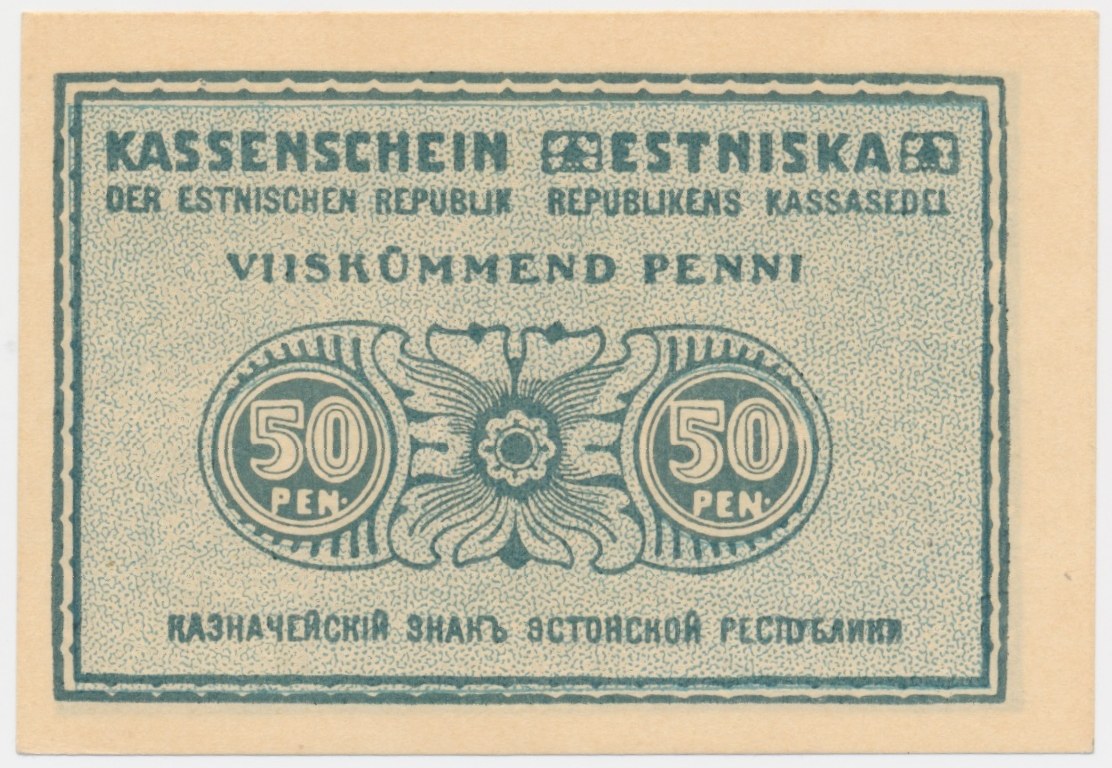 KASSENSCHEIN ESTNISKA
DER ESTNISCHEN REPUBLIK REPUBLIKENS KASSASEDEL
VIISKÜMMEND PENNI
50 50
PEN. PEN.
КАЗНАЧЕЙСКІЙ ЗНАКЪ ЭСТОНСКОЙ РЕСПУБЛИКИ